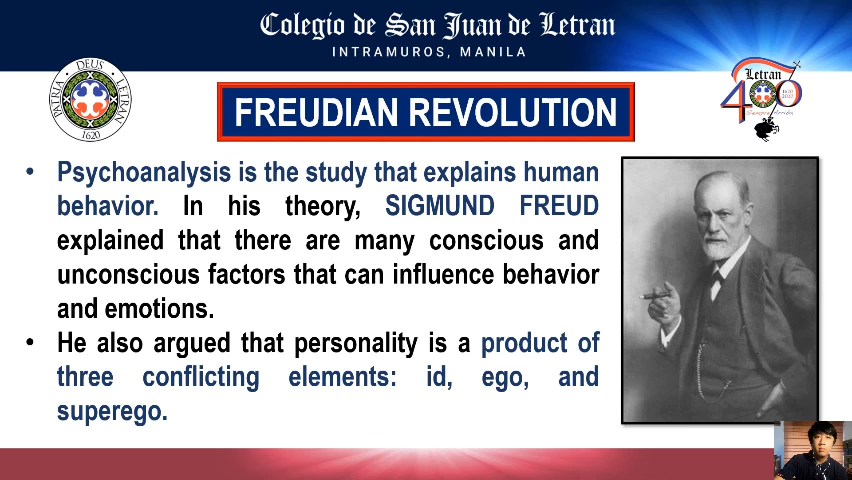 Colegio de San Juan de Letran
INTRAMUROS, MANILA
DEUS
PATRIA
LETRAN
1620
Letran
400
1620
2020
FREUDIAN REVOLUTION
• Psychoanalysis is the study that explains human
behavior. In his theory, SIGMUND FREUD
explained that there are many conscious and
unconscious factors that can influence behavior
and emotions.
• He also argued that personality is a product of
three conflicting elements: id, ego, and
superego.